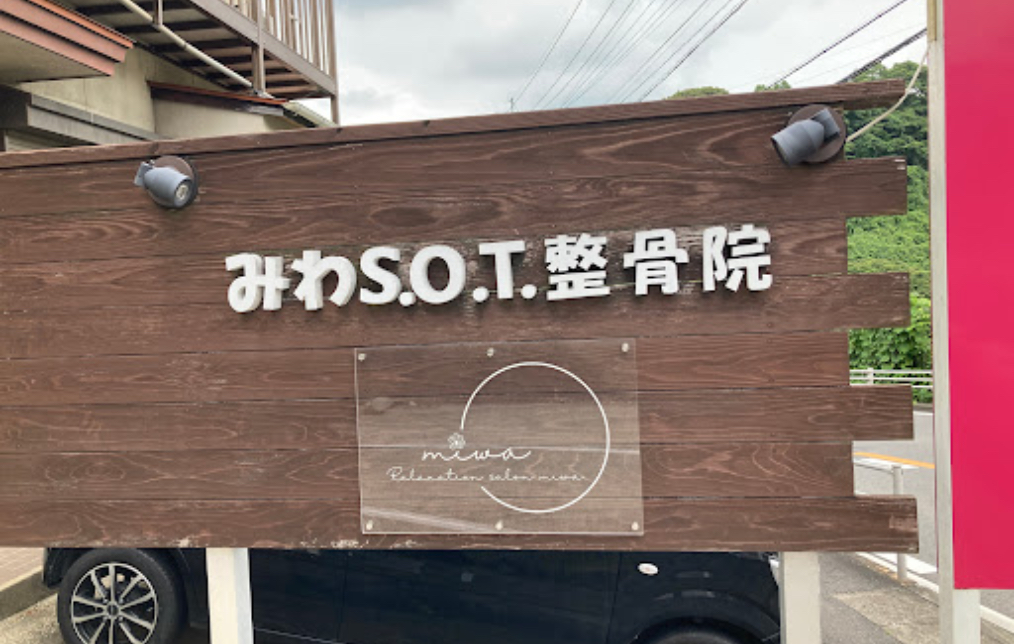 みわS.O.T.整骨院
miwa
Relaxation salon miwa